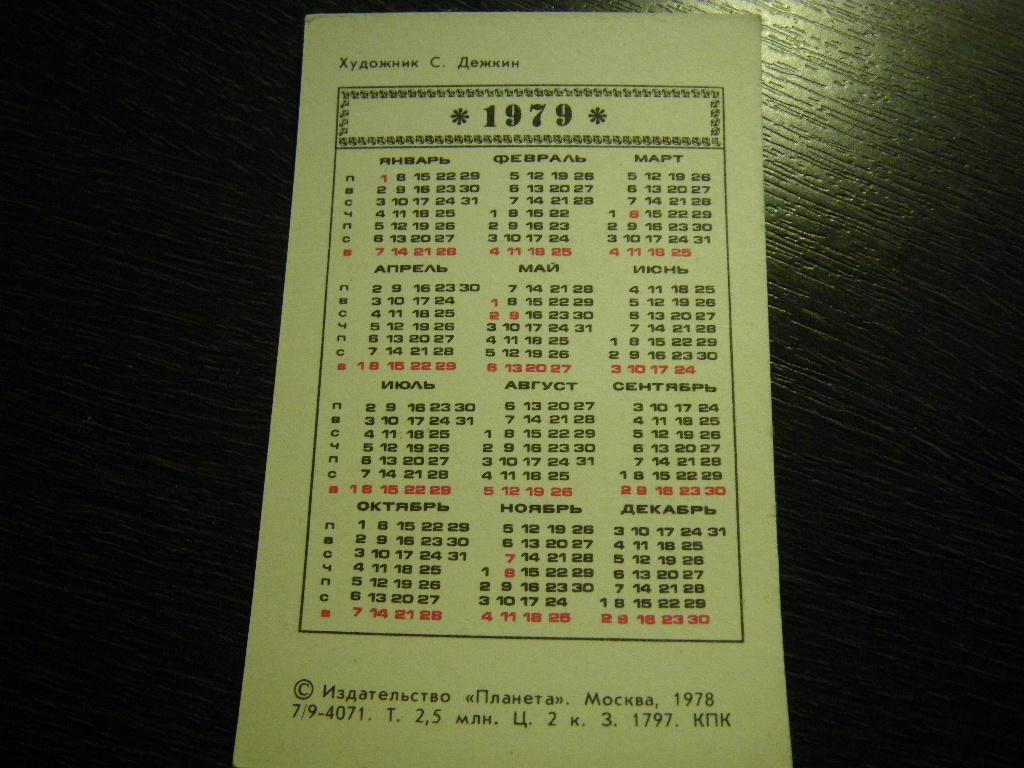 Художник С. Дежкин
* 1979 *
ЯНВАРЬ ФЕВРАЛЬ МАРТ
П 1 8 15 22 29 5 12 19 26 5 12 19 26
В 2 9 16 23 30 6 13 20 27 6 13 20 27
С 3 10 17 24 31 7 14 21 28 7 14 21 28
Ч 4 11 18 25 1 8 15 22 1 8 15 22 29
П 5 12 19 26 2 9 16 23 2 9 16 23 30
С 6 13 20 27 3 10 17 24 3 10 17 24 31
В 7 14 21 28 4 11 18 25 4 11 18 25
АПРЕЛЬ МАЙ ИЮНЬ
П 2 9 16 23 30 7 14 21 28 4 11 18 25
В 3 10 17 24 1 8 15 22 29 5 12 19 26
С 4 11 18 25 2 9 16 23 30 6 13 20 27
Ч 5 12 19 26 3 10 17 24 31 7 14 21 28
П 6 13 20 27 4 11 18 25 1 8 15 22 29
С 7 14 21 28 5 12 19 26 2 9 16 23 30
В 1 8 15 22 29 6 13 20 27 3 10 17 24
ИЮЛЬ АВГУСТ СЕНТЯБРЬ
П 2 9 16 23 30 6 13 20 27 3 10 17 24
В 3 10 17 24 31 7 14 21 28 4 11 18 25
С 4 11 18 25 1 8 15 22 29 5 12 19 26
Ч 5 12 19 26 2 9 16 23 30 6 13 20 27
П 6 13 20 27 3 10 17 24 31 7 14 21 28
С 7 14 21 28 4 11 18 25 1 8 15 22 29
В 1 8 15 22 29 5 12 19 26 2 9 16 23 30
ОКТЯБРЬ НОЯБРЬ ДЕКАБРЬ
П 1 8 15 22 29 5 12 19 26 3 10 17 24 31
В 2 9 16 23 30 6 13 20 27 4 11 18 25
С 3 10 17 24 31 7 14 21 28 5 12 19 26
Ч 4 11 18 25 1 8 15 22 29 6 13 20 27
П 5 12 19 26 2 9 16 23 30 7 14 21 28
С 6 13 20 27 3 10 17 24 1 8 15 22 29
В 7 14 21 28 4 11 18 25 2 9 16 23 30
© Издательство «Планета». Москва, 1978
7/9-4071. Т. 2,5 млн. Ц. 2 к. З. 1797. КПК